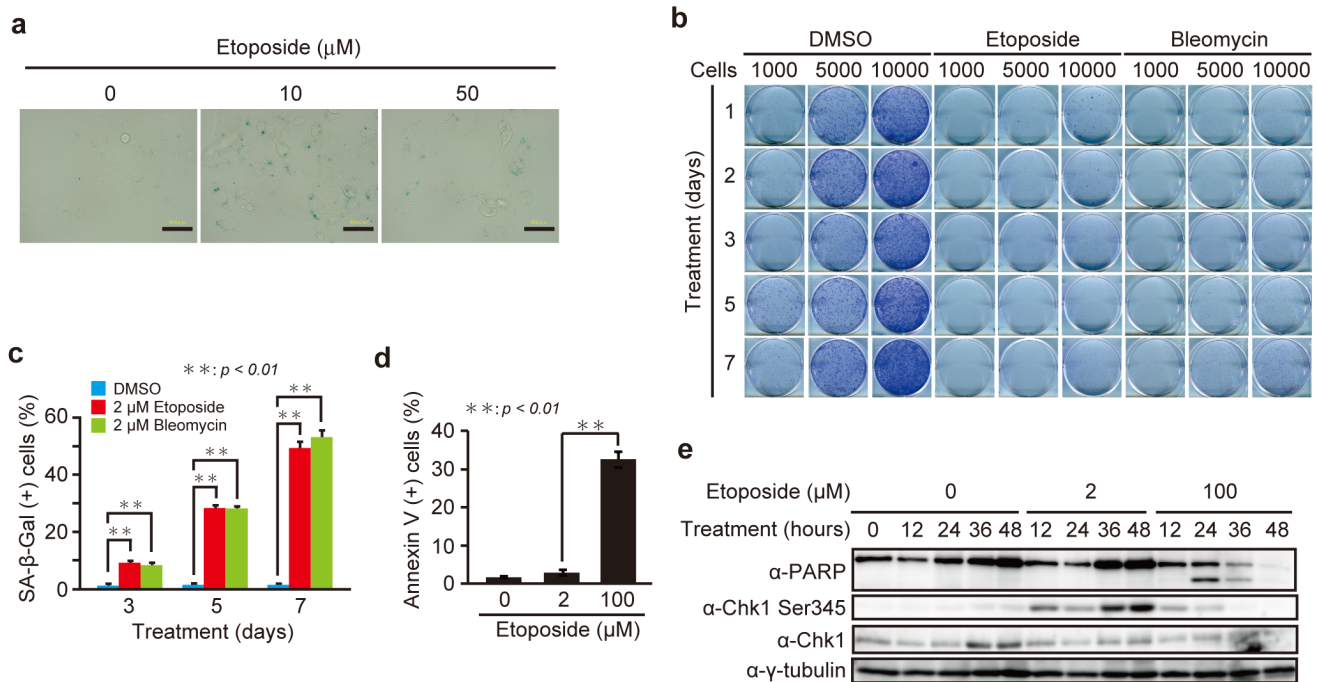 a
Etoposide (μM)
0 10 50
b
DMSO Etoposide Bleomycin
Cells 1000 5000 10000 1000 5000 10000 1000 5000 10000
Treatment (days)
1
2
3
5
7
c
**: p < 0.01
DMSO
2 μM Etoposide
2 μM Bleomycin
SA-β-Gal (+) cells (%)
60
40
20
0
** ** ** ** ** **
3 5 7
Treatment (days)
d
**: p < 0.01
Annexin V (+) cells (%)
40
30
20
10
0
**
0 2 100
Etoposide (μM)
e
Etoposide (μM) 0 2 100
Treatment (hours) 0 12 24 36 48 12 24 36 48 12 24 36 48
α-PARP
α-Chk1 Ser345
α-Chk1
α-γ-tubulin